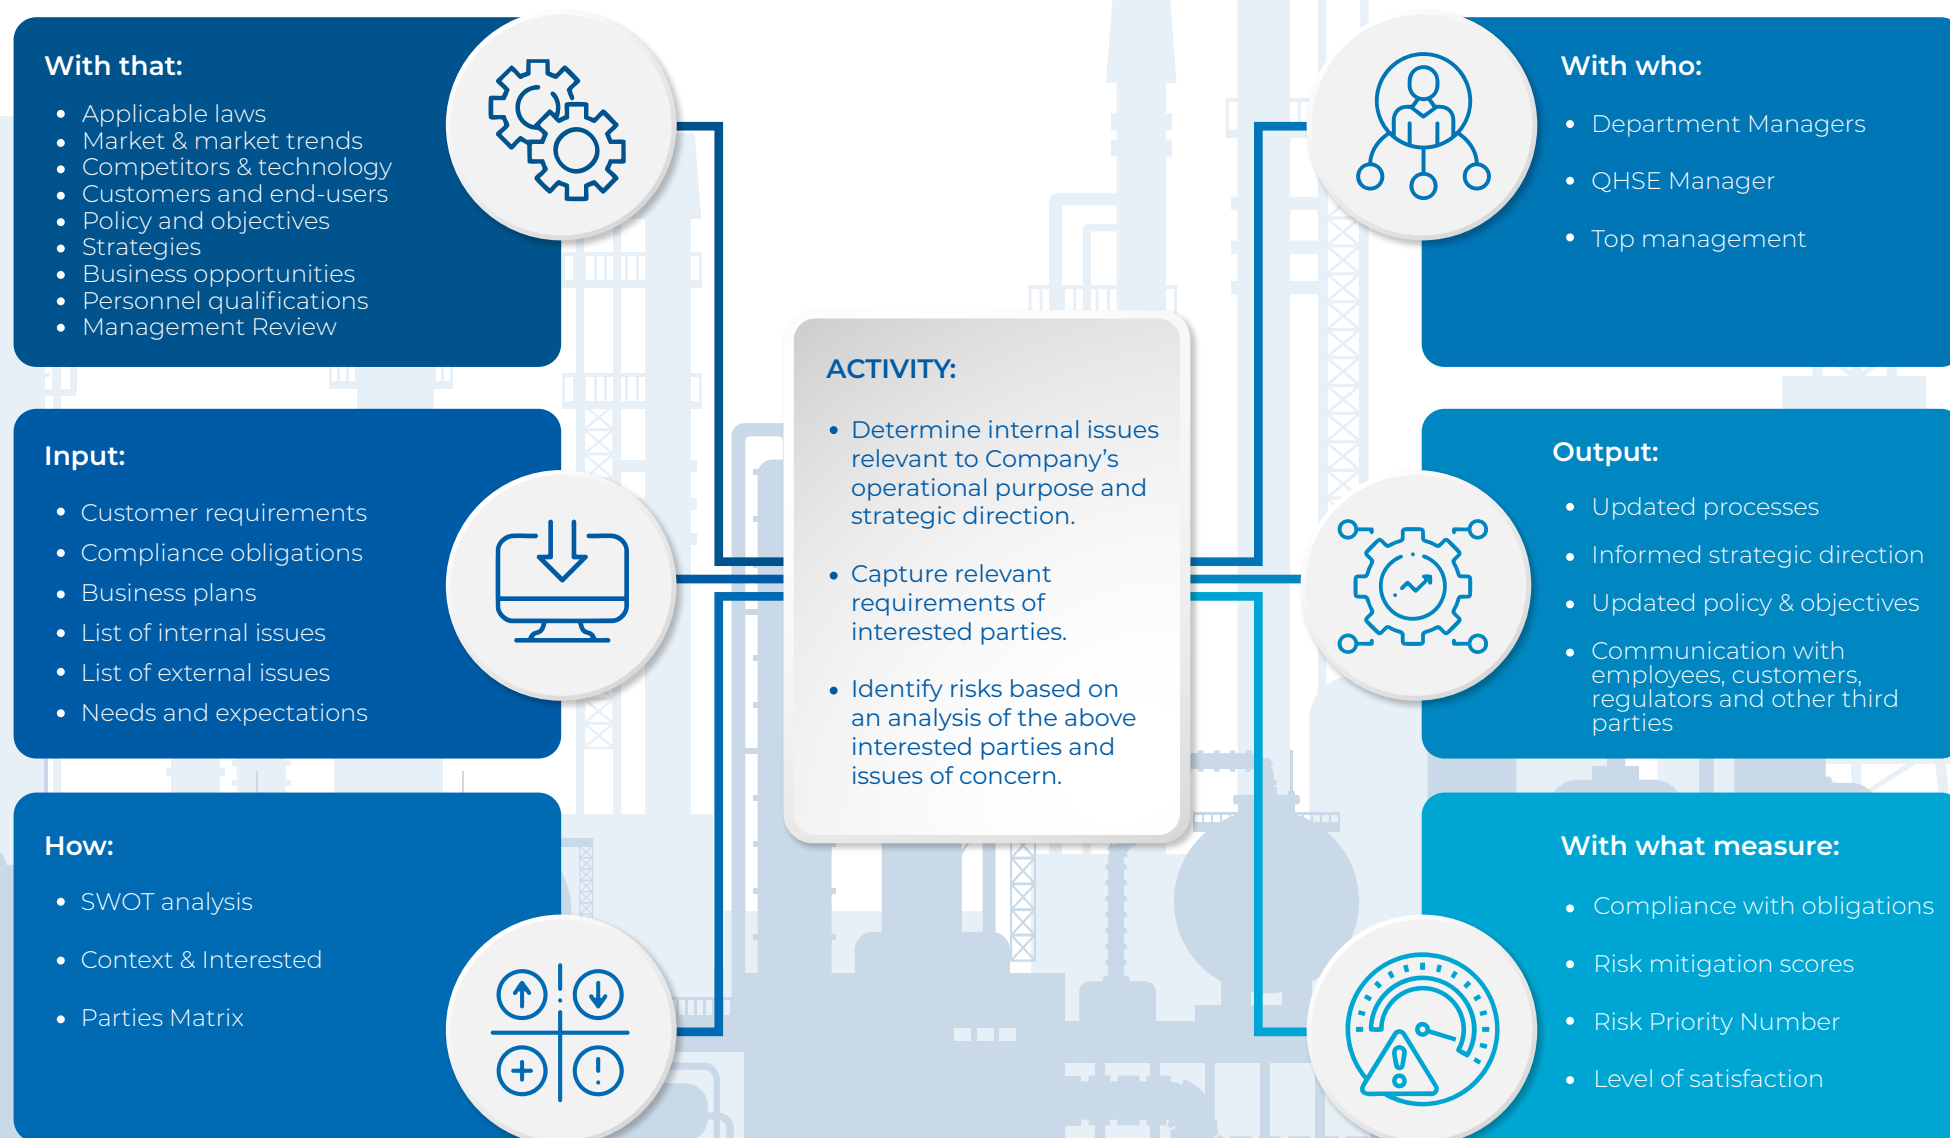 With that:
• Applicable laws
• Market & market trends
• Competitors & technology
• Customers and end-users
• Policy and objectives
• Strategies
• Business opportunities
• Personnel qualifications
• Management Review
Input:
• Customer requirements
• Compliance obligations
• Business plans
• List of internal issues
• List of external issues
• Needs and expectations
How:
• SWOT analysis
• Context & Interested
• Parties Matrix
ACTIVITY:
• Determine internal issues
relevant to Company’s
operational purpose and
strategic direction.
• Capture relevant
requirements of
interested parties.
• Identify risks based on
an analysis of the above
interested parties and
issues of concern.
With who:
• Department Managers
• QHSE Manager
• Top management
Output:
• Updated processes
• Informed strategic direction
• Updated policy & objectives
• Communication with
employees, customers,
regulators and other third
parties
With what measure:
• Compliance with obligations
• Risk mitigation scores
• Risk Priority Number
• Level of satisfaction